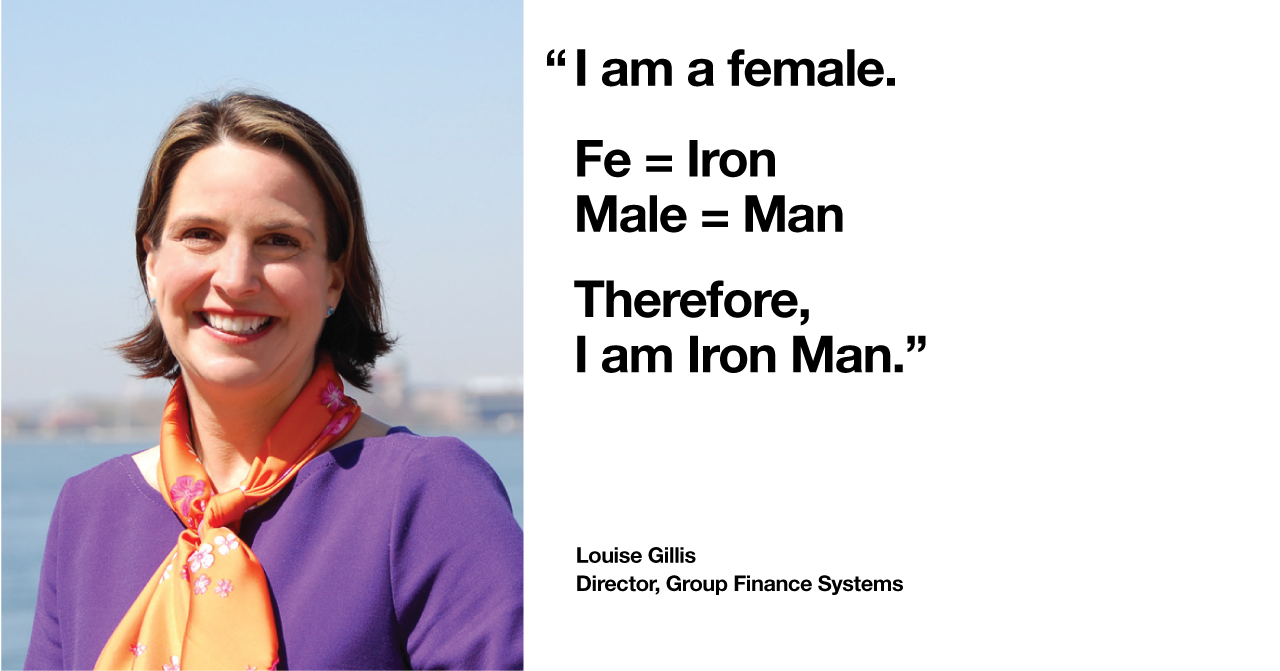 “I am a female.
Fe = Iron
Male = Man
Therefore,
I am Iron Man.”
Louise Gillis
Director, Group Finance Systems